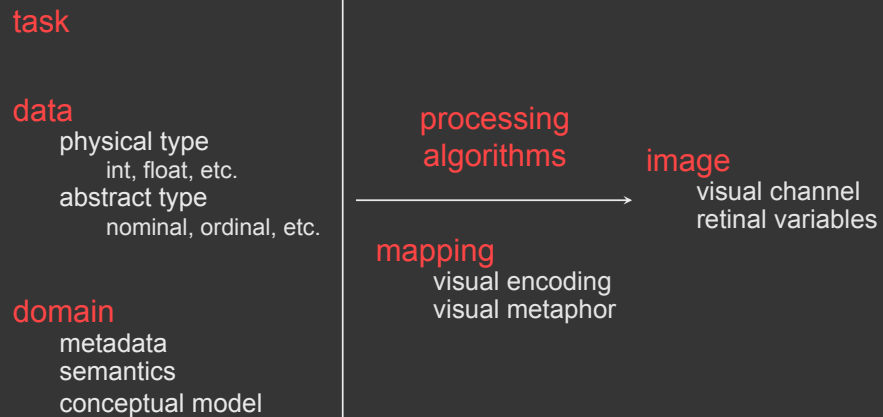 task
data
physical type
int, float, etc.
abstract type
nominal, ordinal, etc.
domain
metadata
semantics
conceptual model
processing
algorithms
mapping
visual encoding
visual metaphor
image
visual channel
retinal variables